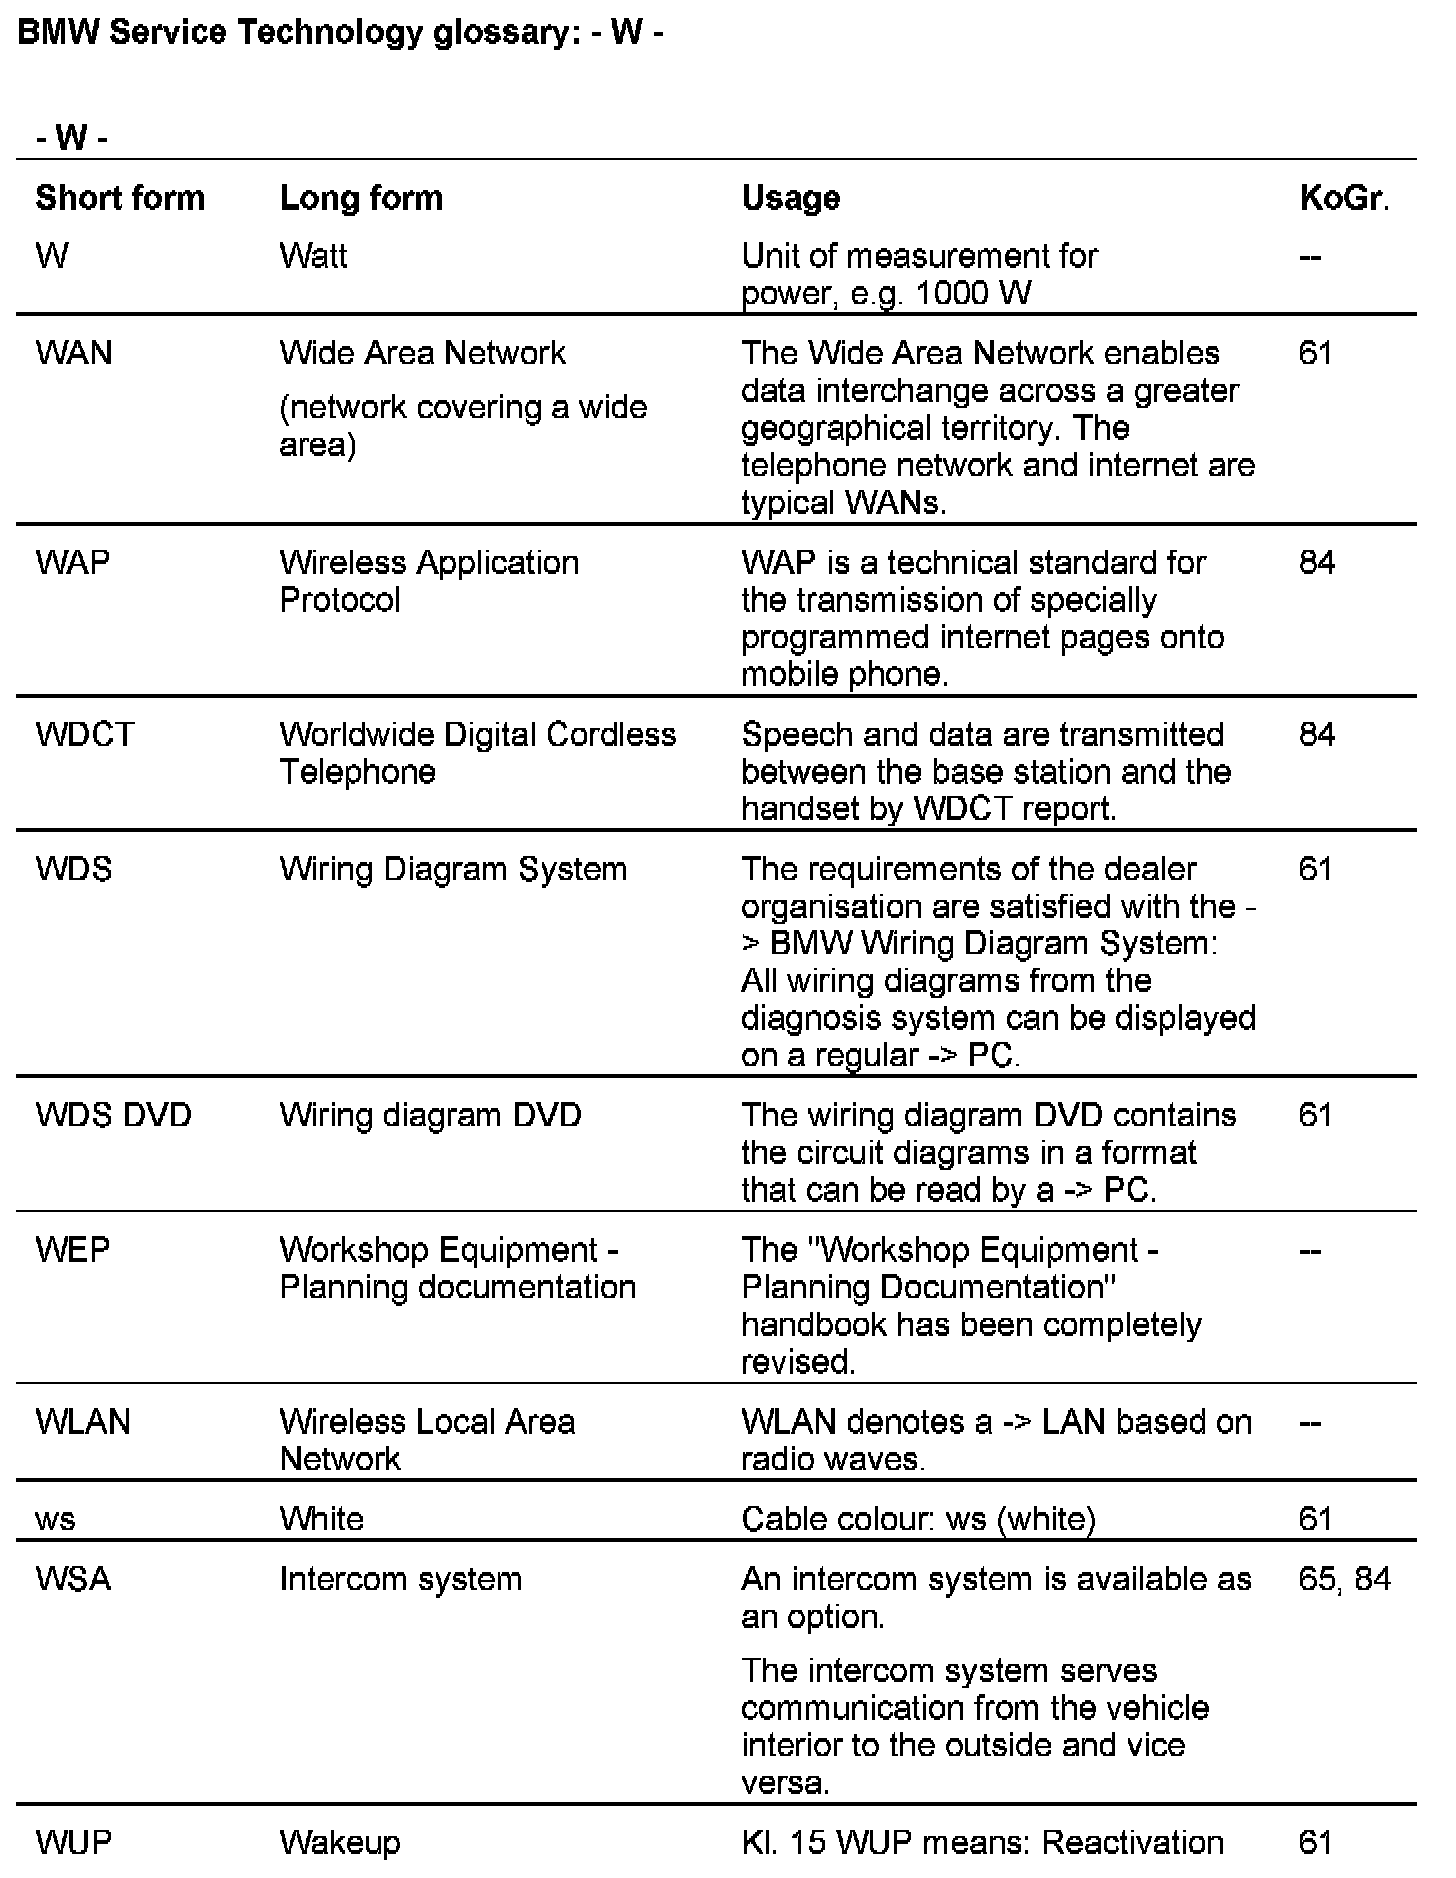 BMW Service Technology glossary: - W -
- W -
Short form Long form Usage KoGr.
W Watt Unit of measurement for --
power, e.g. 1000 W
WAN Wide Area Network The Wide Area Network enables 61
data interchange across a greater
(network covering a wide geographical territory. The
area) telephone network and internet are
typical WANs.
WAP Wireless Application WAP is a technical standard for 84
Protocol the transmission of specially
programmed internet pages onto
mobile phone.
WDCT Worldwide Digital Cordless Speech and data are transmitted 84
Telephone between the base station and the
handset by WDCT report.
WDS Wiring Diagram System The requirements of the dealer 61
organisation are satisfied with the -
> BMW Wiring Diagram System:
All wiring diagrams from the
diagnosis system can be displayed
on a regular -> PC.
WDS DVD Wiring diagram DVD The wiring diagram DVD contains 61
the circuit diagrams in a format
that can be read by a -> PC.
WEP Workshop Equipment - The "Workshop Equipment - --
Planning documentation Planning Documentation"
handbook has been completely
revised.
WLAN Wireless Local Area WLAN denotes a -> LAN based on --
Network radio waves.
ws White Cable colour: ws (white) 61
WSA Intercom system An intercom system is available as 65, 84
an option.
The intercom system serves
communication from the vehicle
interior to the outside and vice
versa.
WUP Wakeup Kl. 15 WUP means: Reactivation 61